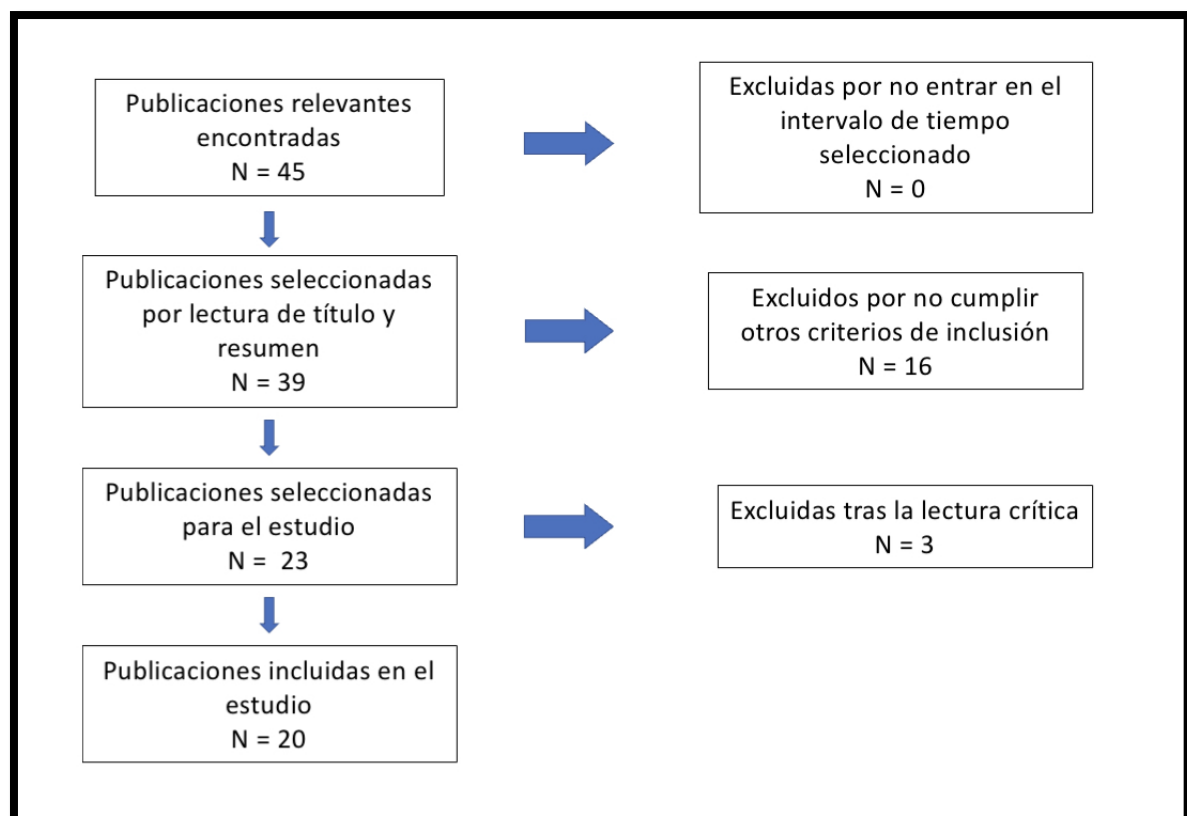 Publicaciones relevantes
encontradas
N = 45
Excluidas por no entrar en el
intervalo de tiempo
seleccionado
N = 0
Publicaciones seleccionadas
por lectura de título y
resumen
N = 39
Excluidos por no cumplir
otros criterios de inclusión
N = 16
Publicaciones seleccionadas
para el estudio
N = 23
Excluidas tras la lectura crítica
N = 3
Publicaciones incluidas en el
estudio
N = 20